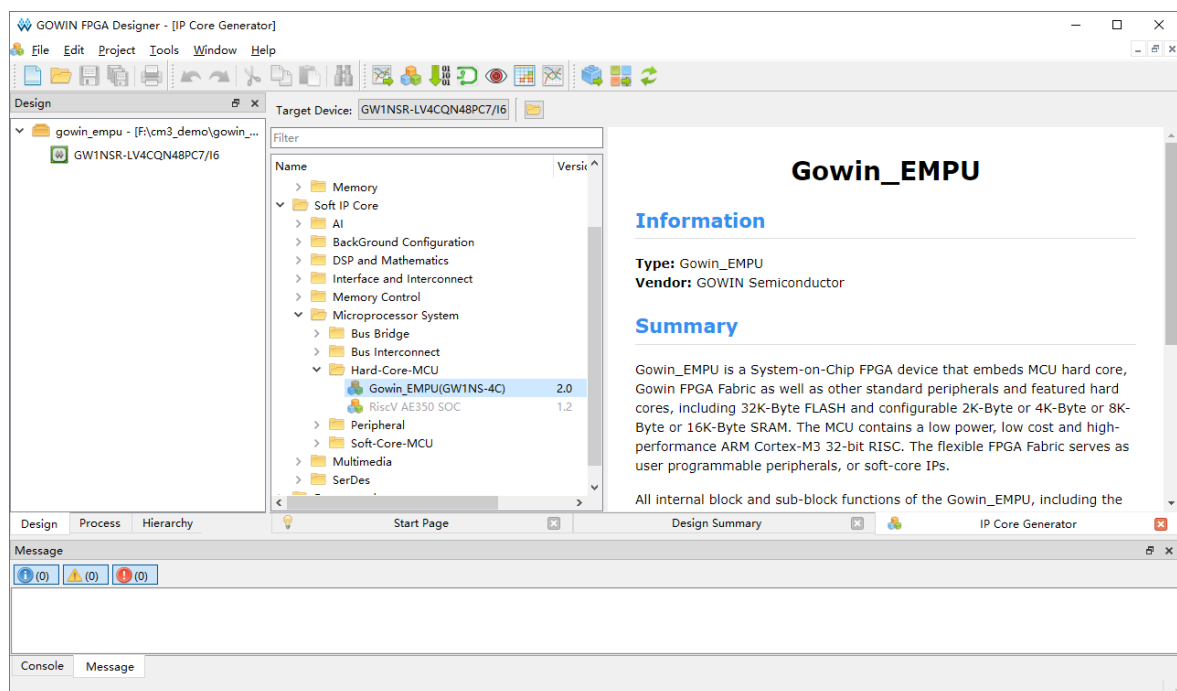 GOWIN FPGA Designer - [IP Core Generator]
File Edit Project Tools Window Help
Design
Target Device: GW1NSR-LV4CQN48PC7/I6
gowin_empu - [F:\cm3_demo\gowin_...
GW1NSR-LV4CQN48PC7/I6
Filter
Name Versic
Memory
Soft IP Core
AI
BackGround Configuration
DSP and Mathematics
Interface and Interconnect
Memory Control
Microprocessor System
Bus Bridge
Bus Interconnect
Hard-Core-MCU
Gowin_EMPU(GW1NS-4C) 2.0
RiscV AE350 SOC 1.2
Peripheral
Soft-Core-MCU
Multimedia
SerDes
Gowin_EMPU
Information
Type: Gowin_EMPU
Vendor: GOWIN Semiconductor
Summary
Gowin_EMPU is a System-on-Chip FPGA device that embeds MCU hard core,
Gowin FPGA Fabric as well as other standard peripherals and featured hard
cores, including 32K-Byte FLASH and configurable 2K-Byte or 4K-Byte or 8K-
Byte or 16K-Byte SRAM. The MCU contains a low power, low cost and high-
performance ARM Cortex-M3 32-bit RISC. The flexible FPGA Fabric serves as
user programmable peripherals, or soft-core IPs.
All internal block and sub-block functions of the Gowin_EMPU, including the
Design Process Hierarchy
Start Page Design Summary IP Core Generator
Message
(0) (0) (0)
Console Message